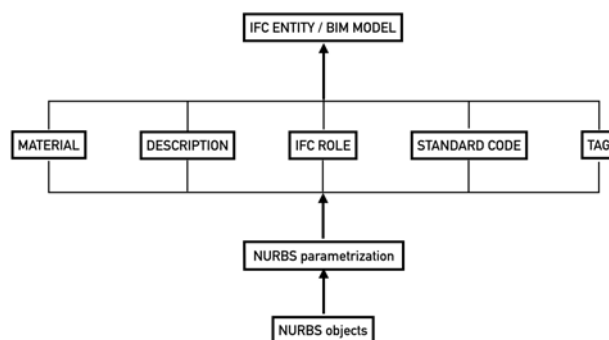 IFC ENTITY / BIM MODEL
MATERIAL
DESCRIPTION
IFC ROLE
STANDARD CODE
TAG
NURBS parametrization
NURBS objects